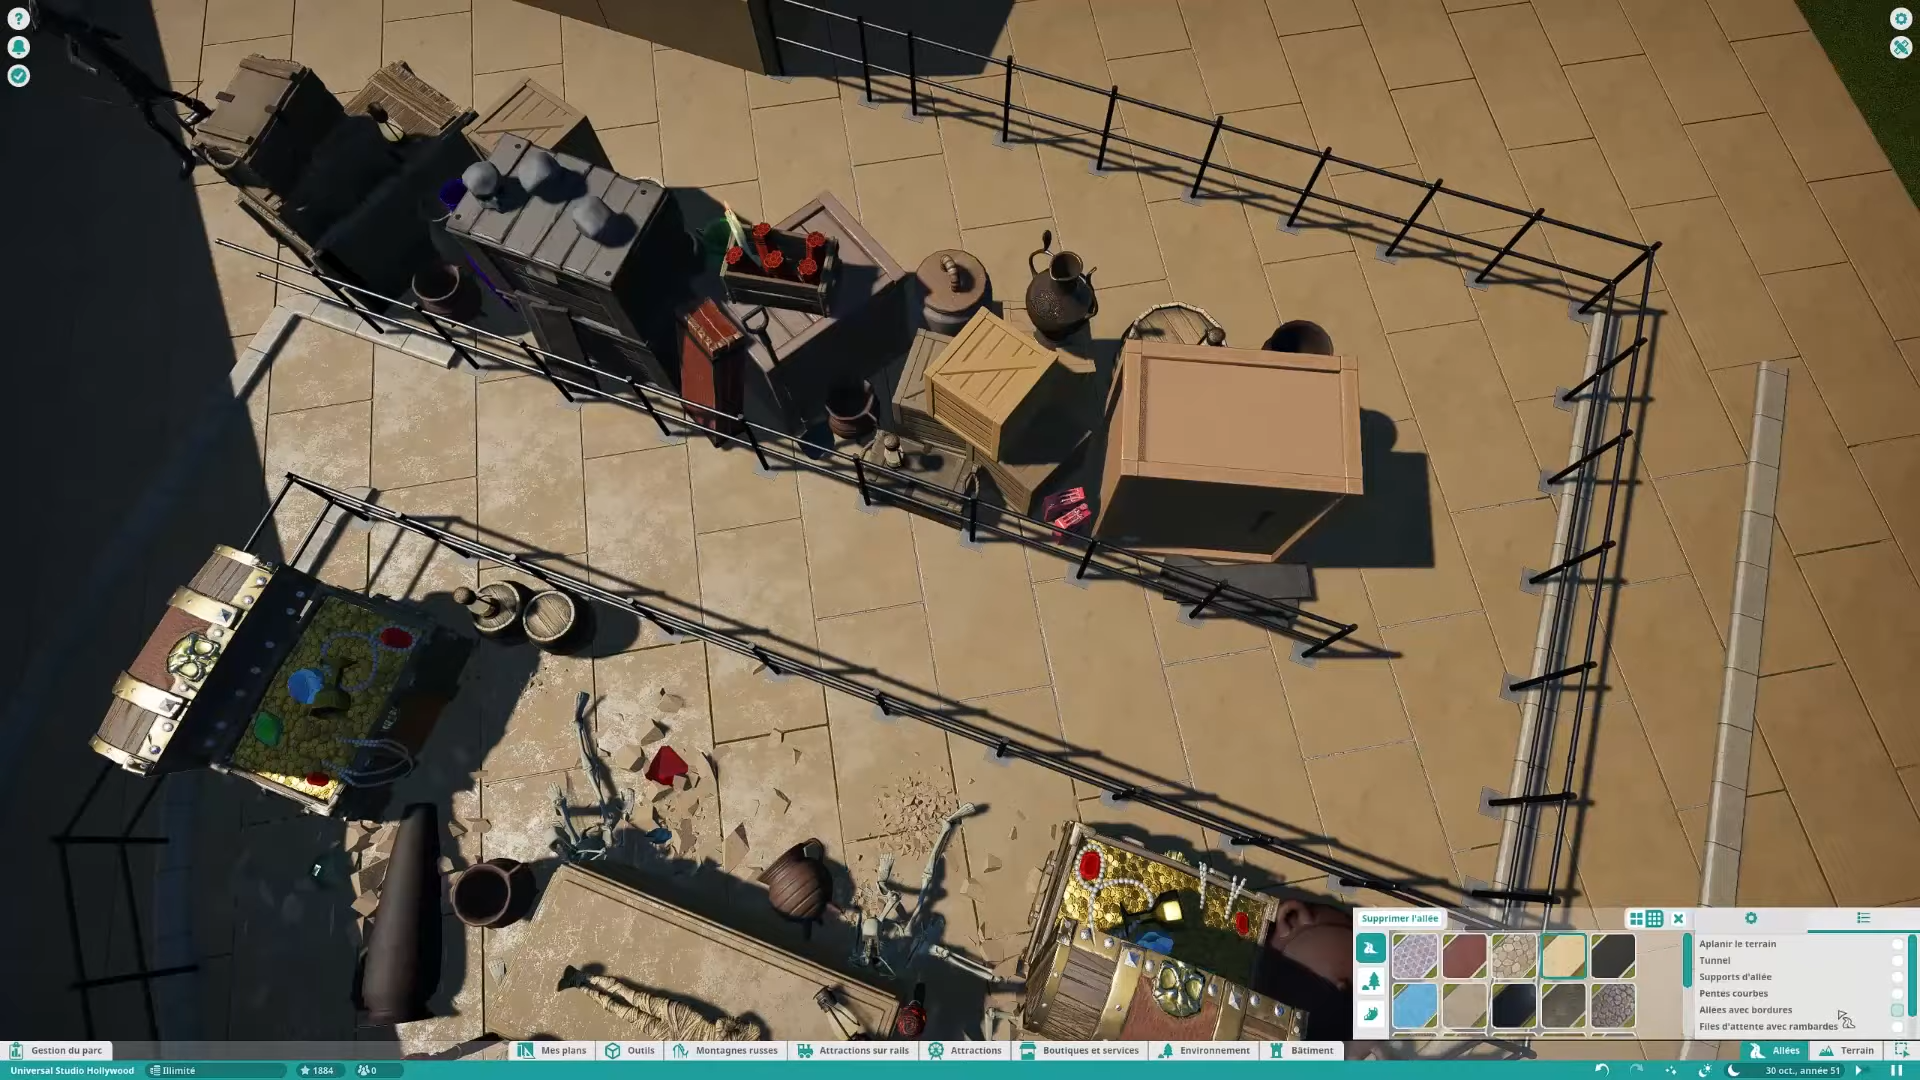 Supprimer l'allée
Aplanir le terrain
Tunnel
Supports d'allée
Pentes courbes
Allées avec bordures
Files d'attente avec rambardes
Gestion du parc
Mes plans
Outils
Montagnes russes
Attractions sur rails
Attractions
Boutiques et services
Environnement
Bâtiment
Allées
Terrain
Universal Studio Hollywood
Illimité
1884
0
30 oct., année 51